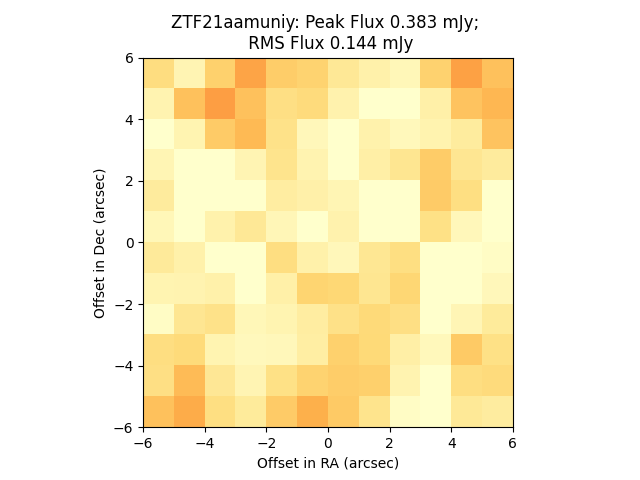 ZTF21aamuniy: Peak Flux 0.383 mJy;
RMS Flux 0.144 mJy
6
4
2
0
−2
−4
−6
Offset in Dec (arcsec)
−6 −4 −2 0 2 4 6
Offset in RA (arcsec)